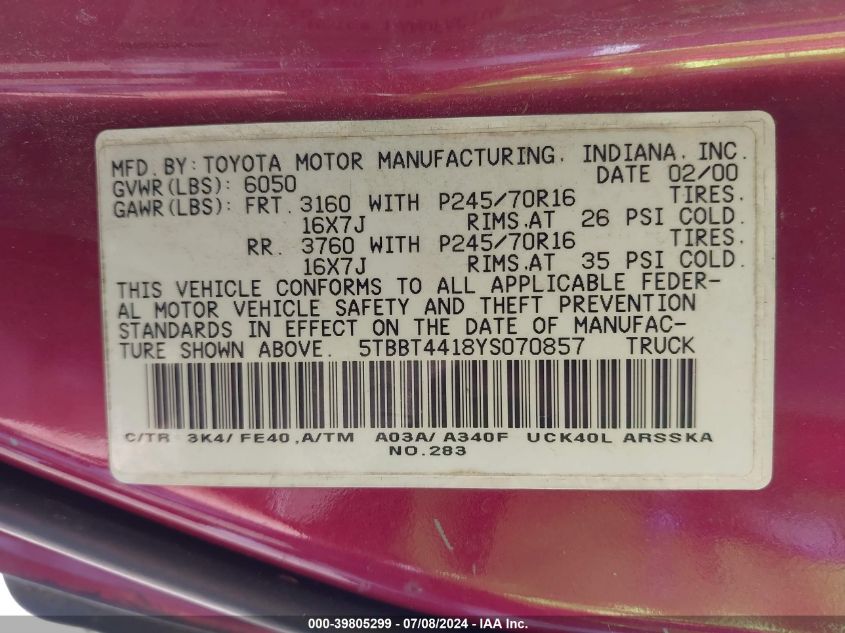 MFD. BY: TOYOTA MOTOR MANUFACTURING, INDIANA, INC.
GVWR(LBS): 6050 DATE 02/00
GAWR(LBS): FRT. 3160 WITH P245/70R16 TIRES.
16X7J RIMS.AT 26 PSI COLD.
RR. 3760 WITH P245/70R16 TIRES.
16X7J RIMS.AT 35 PSI COLD.
THIS VEHICLE CONFORMS TO ALL APPLICABLE FEDER-
AL MOTOR VEHICLE SAFETY AND THEFT PREVENTION
STANDARDS IN EFFECT ON THE DATE OF MANUFAC-
TURE SHOWN ABOVE. 5TBBT4418YS070857 TRUCK
C/TR 3K4/ FE40 ,A/TM A03A/ A340F UCK40L ARSSKA
NO.283
000-39805299 - 07/08/2024 - IAA Inc.